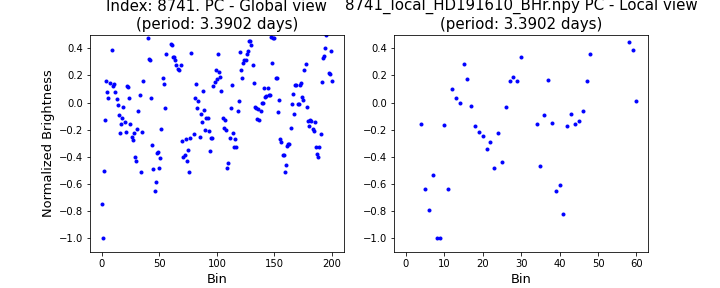 Index: 8741. PC - Global view
(period: 3.3902 days)
8741_local_HD191610_BHr.npy PC - Local view
(period: 3.3902 days)
Normalized Brightness
0.4
0.2
0.0
−0.2
−0.4
−0.6
−0.8
−1.0
0 50 100 150 200
Bin
0.4
0.2
0.0
−0.2
−0.4
−0.6
−0.8
−1.0
0 10 20 30 40 50 60
Bin